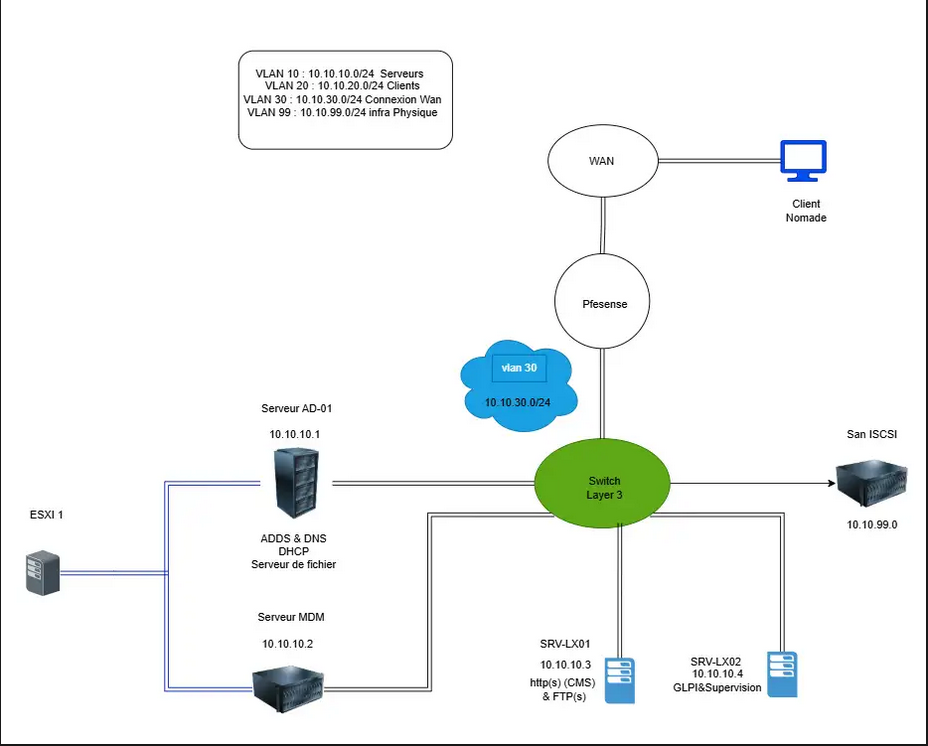 VLAN 10 : 10.10.10.0/24 Serveurs
VLAN 20 : 10.10.20.0/24 Clients
VLAN 30 : 10.10.30.0/24 Connexion Wan
VLAN 99 : 10.10.99.0/24 infra Physique
WAN
Client
Nomade
Pfesense
vlan 30
10.10.30.0/24
Serveur AD-01
10.10.10.1
ADDS & DNS
DHCP
Serveur de fichier
Switch
Layer 3
San ISCSI
10.10.99.0
ESXI 1
Serveur MDM
10.10.10.2
SRV-LX01
10.10.10.3
http(s) (CMS)
& FTP(s)
SRV-LX02
10.10.10.4
GLPI&Supervision